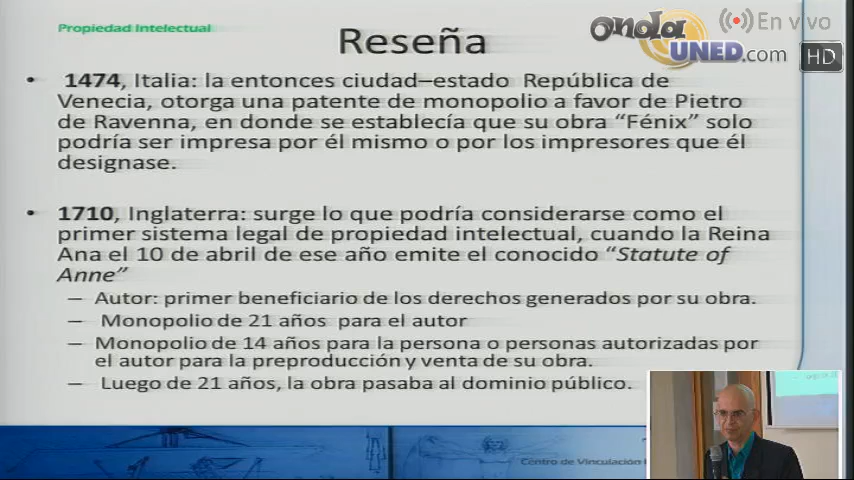 Propiedad Intelectual
Reseña
onda UNED.com
En vivo
HD
• 1474, Italia: la entonces ciudad–estado República de
Venecia, otorga una patente de monopolio a favor de Pietro
de Ravenna, en donde se establecía que su obra “Fénix” solo
podría ser impresa por él mismo o por los impresores que él
designase.
• 1710, Inglaterra: surge lo que podría considerarse como el
primer sistema legal de propiedad intelectual, cuando la Reina
Ana el 10 de abril de ese año emite el conocido “Statute of
Anne”
– Autor: primer beneficiario de los derechos generados por su obra.
– Monopolio de 21 años para el autor
– Monopolio de 14 años para la persona o personas autorizadas por
el autor para la preproducción y venta de su obra.
– Luego de 21 años, la obra pasaba al dominio público.
Centro de Vinculación